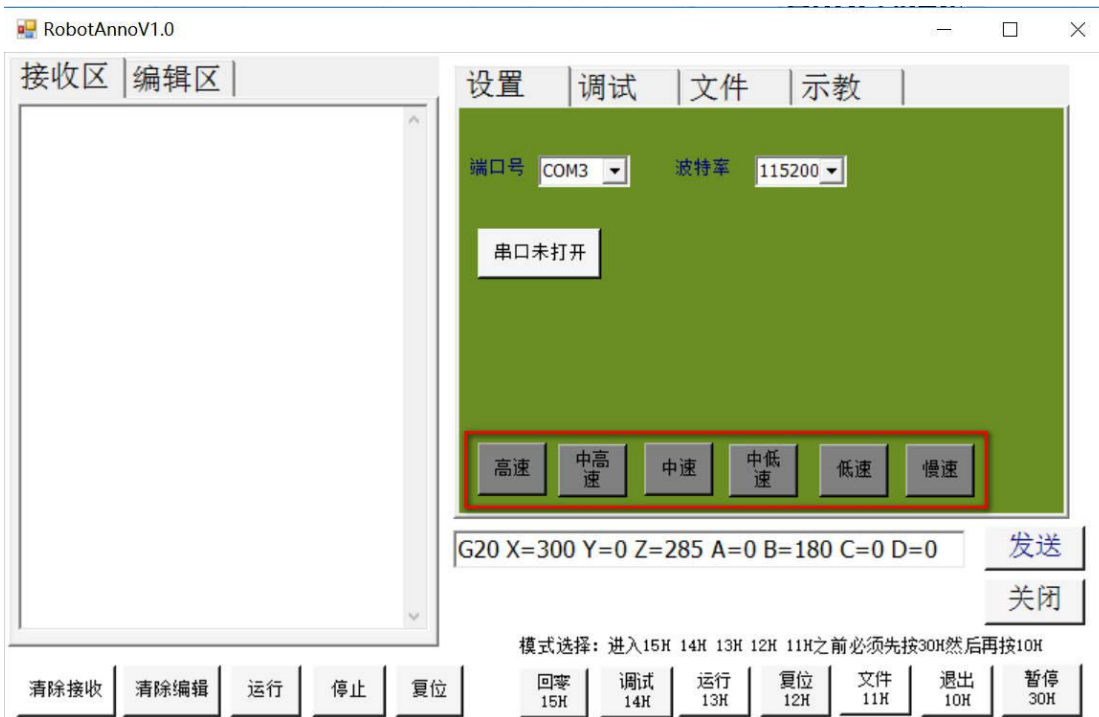 RobotAnnoV1.0
接收区 编辑区
设置 调试 文件 示教
端口号 COM3 波特率 115200
串口未打开
高速 中高速 中速 中低速 低速 慢速
G20 X=300 Y=0 Z=285 A=0 B=180 C=0 D=0 发送
关闭
模式选择：进入15H 14H 13H 12H 11H之前必须先按30H然后再按10H
清除接收 清除编辑 运行 停止 复位 回零 调试 运行 复位 文件 退出 暂停
15H 14H 13H 12H 11H 10H 30H